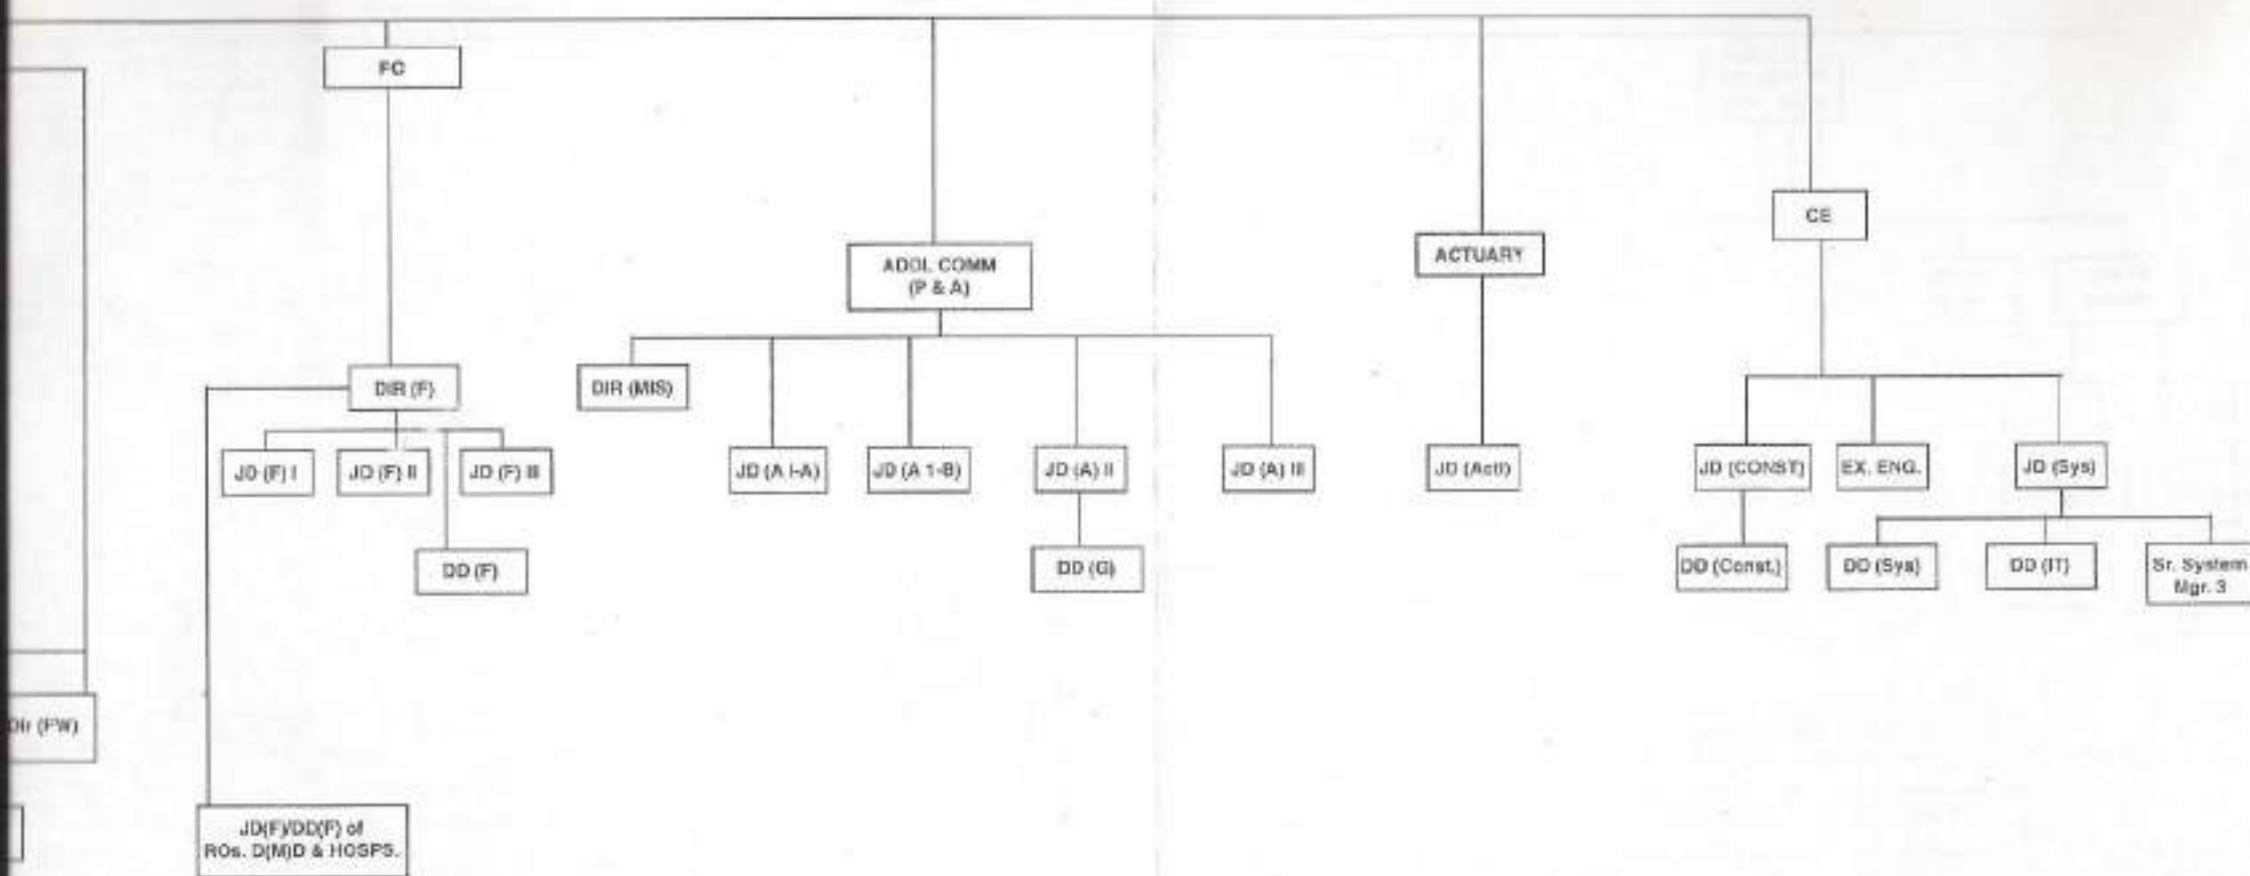 FC
CE
ACTUARY
ADDL COMM
(P & A)
DIR (F)
DIR (MIS)
JD (F) I
JD (F) II
JD (F) III
JD (A I-A)
JD (A 1-B)
JD (A) II
JD (A) III
JD (Actl)
JD (CONST)
EX. ENG.
JD (Sys)
DD (F)
DD (G)
DD (Const.)
DD (Sys)
DD (IT)
Sr. System
Mgr. 3
Dir (FW)
JD(F)/DD(F) of
ROs. D(M)D & HOSPS.